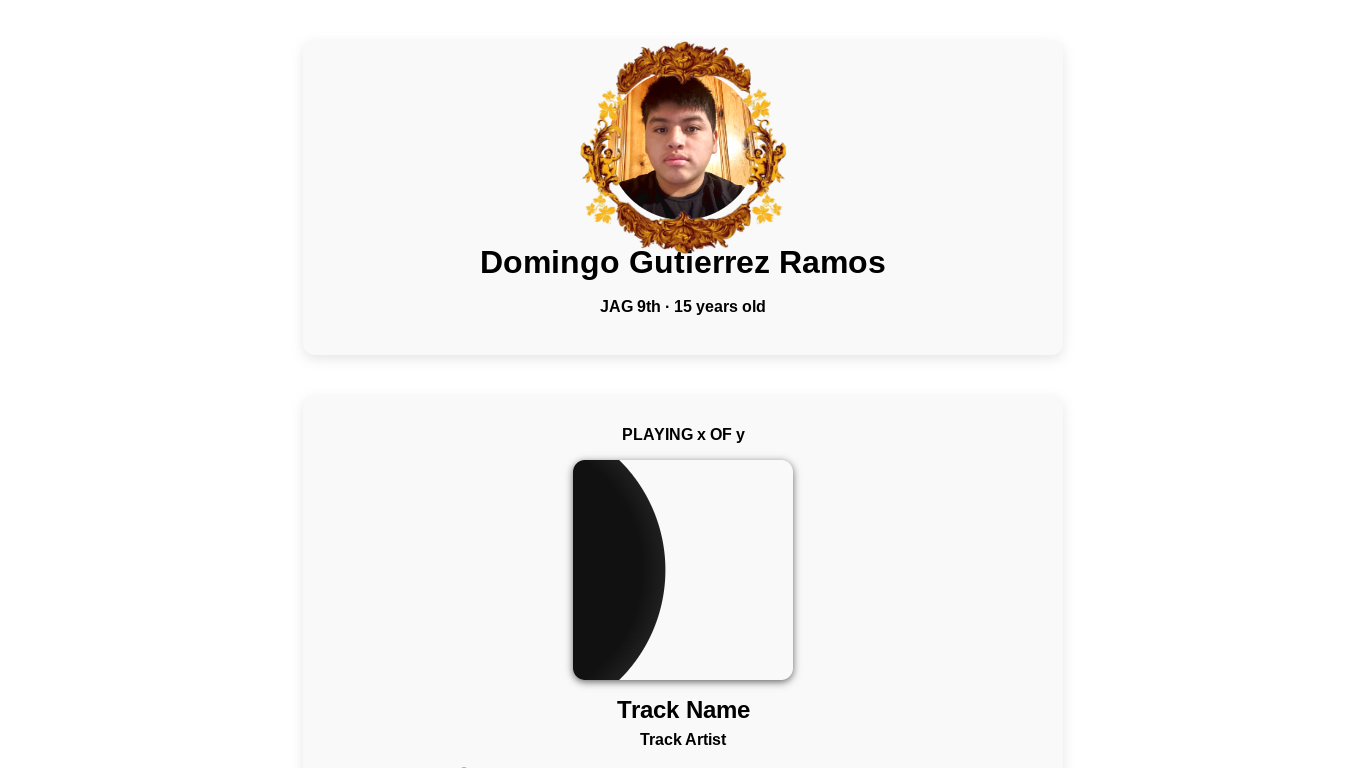 Domingo Gutierrez Ramos
JAG 9th · 15 years old
PLAYING x OF y
Track Name
Track Artist